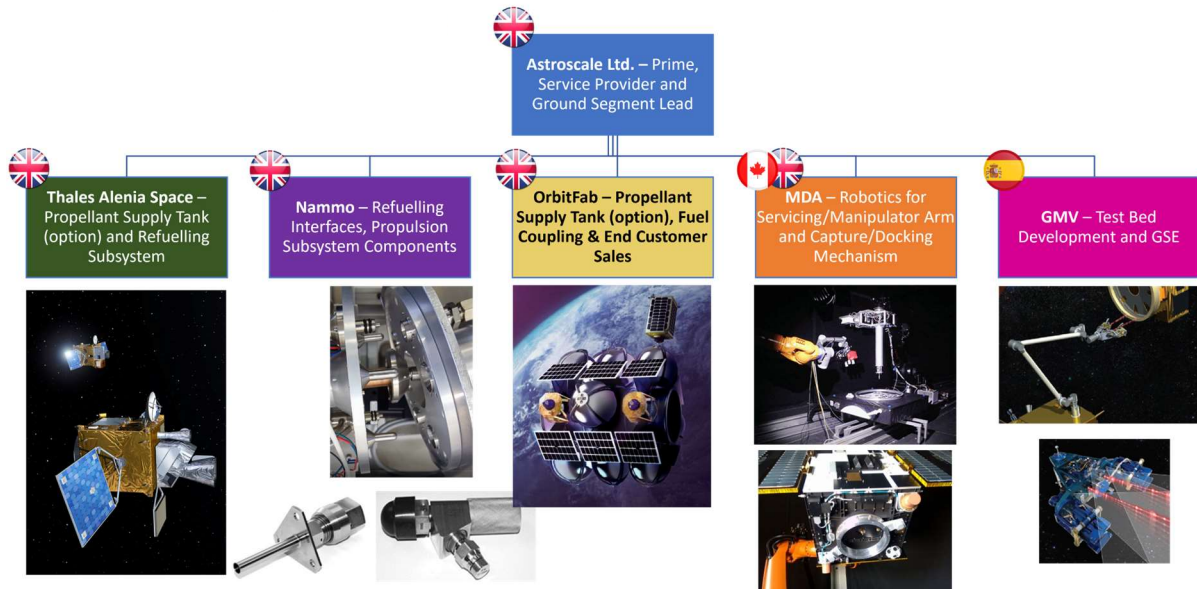 Astroscale Ltd. – Prime,
Service Provider and
Ground Segment Lead
Thales Alenia Space –
Propellant Supply Tank
(option) and Refuelling
Subsystem
Nammo – Refuelling
Interfaces, Propulsion
Subsystem Components
OrbitFab – Propellant
Supply Tank (option), Fuel
Coupling & End Customer
Sales
MDA – Robotics for
Servicing/Manipulator Arm
and Capture/Docking
Mechanism
GMV – Test Bed
Development and GSE